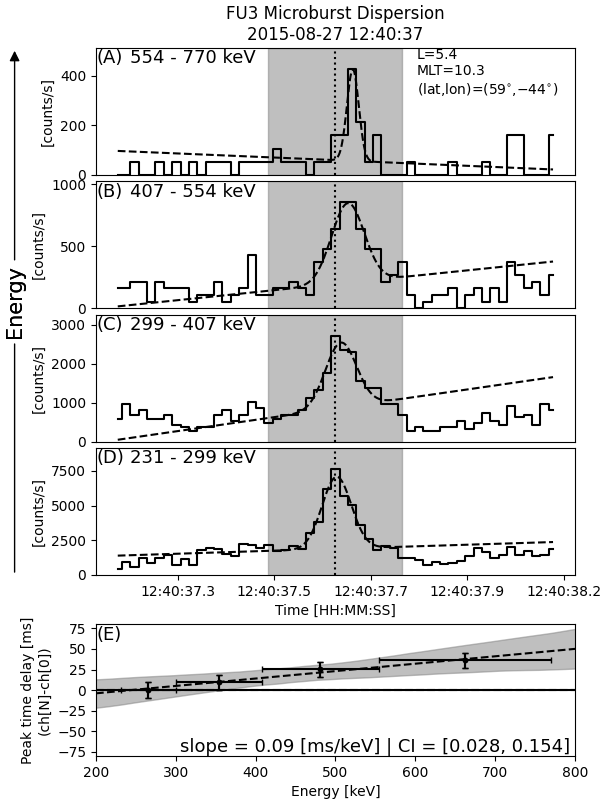 FU3 Microburst Dispersion
2015-08-27 12:40:37
(A) 554 - 770 keV
L=5.4
MLT=10.3
(lat,lon)=(59°,−44°)
400
200
0
[counts/s]
(B) 407 - 554 keV
1000
500
0
[counts/s]
Energy
(C) 299 - 407 keV
3000
2000
1000
0
[counts/s]
(D) 231 - 299 keV
7500
5000
2500
0
[counts/s]
12:40:37.3 12:40:37.5 12:40:37.7 12:40:37.9 12:40:38.2
Time [HH:MM:SS]
(E)
75
50
25
0
−25
−50
−75
Peak time delay [ms]
(ch[N]-ch[0])
slope = 0.09 [ms/keV] | CI = [0.028, 0.154]
200 300 400 500 600 700 800
Energy [keV]